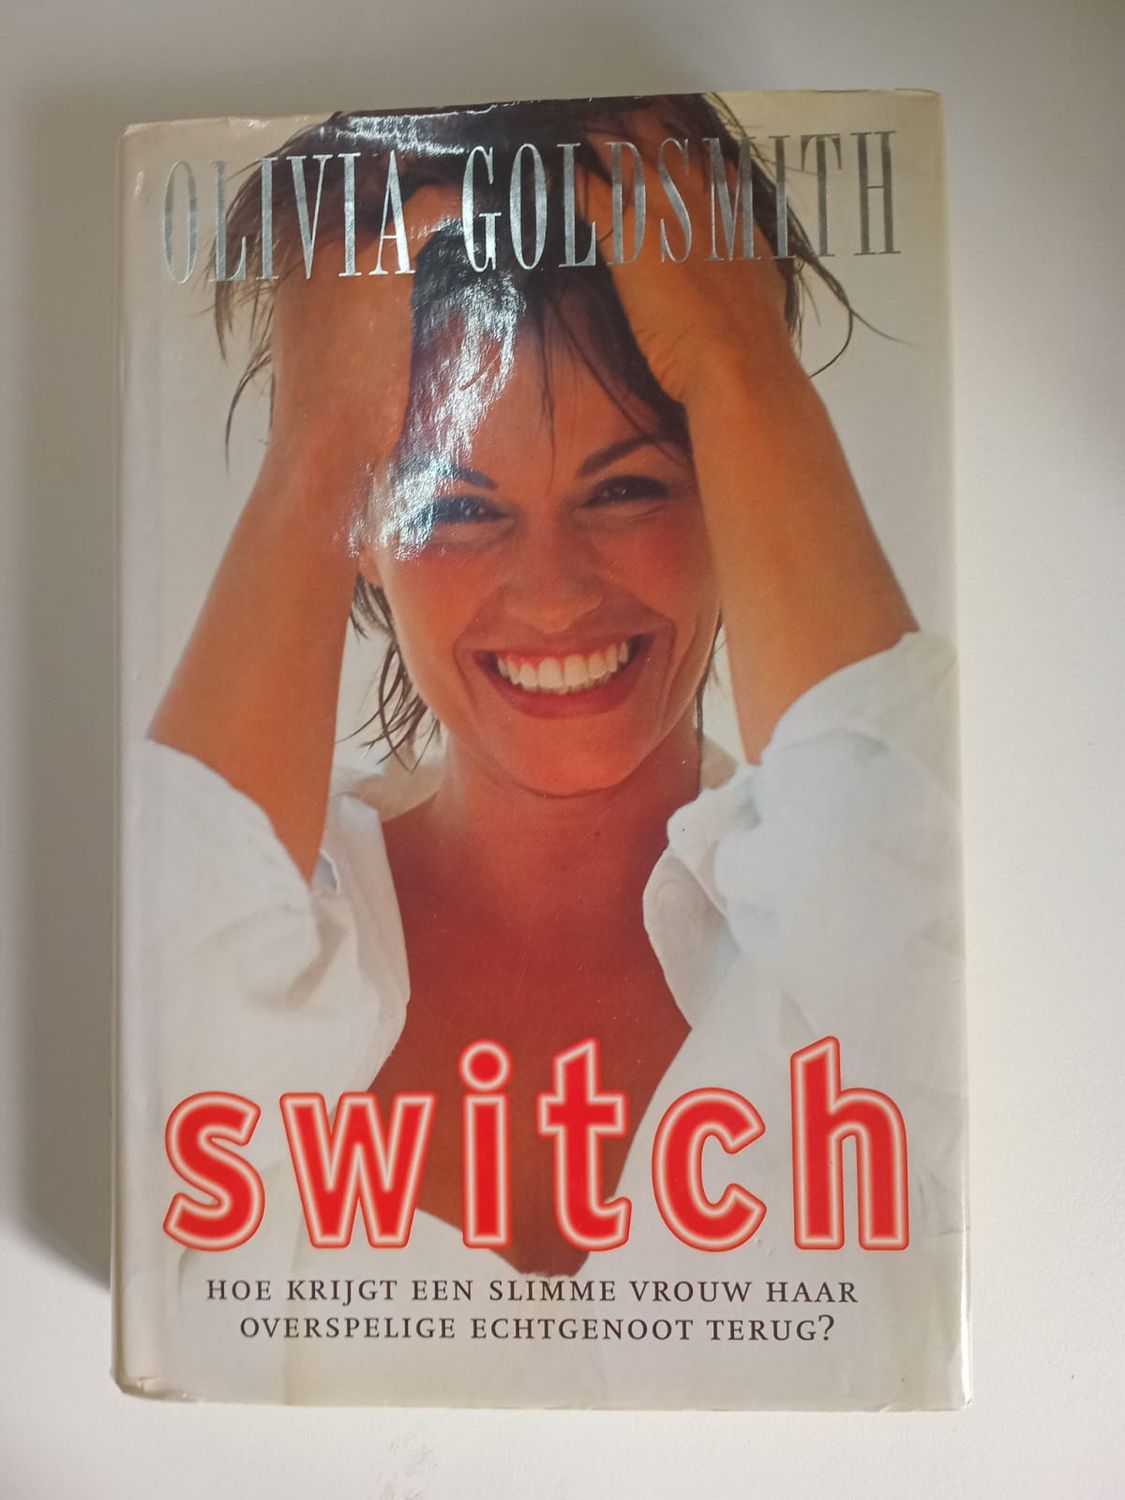 OLIVIA GOLDSMITH
switch
HOE KRIJGT EEN SLIMME VROUW HAAR
OVERSPELIGE ECHTGENOOT TERUG?